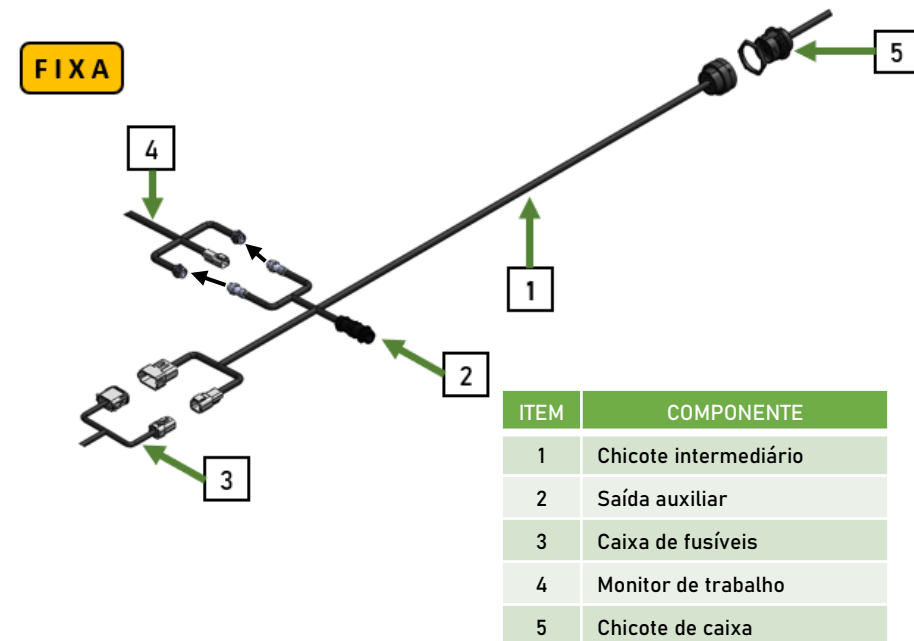 FIXA
5
4
1
2
3
ITEM COMPONENTE
1 Chicote intermediário
2 Saída auxiliar
3 Caixa de fusíveis
4 Monitor de trabalho
5 Chicote de caixa